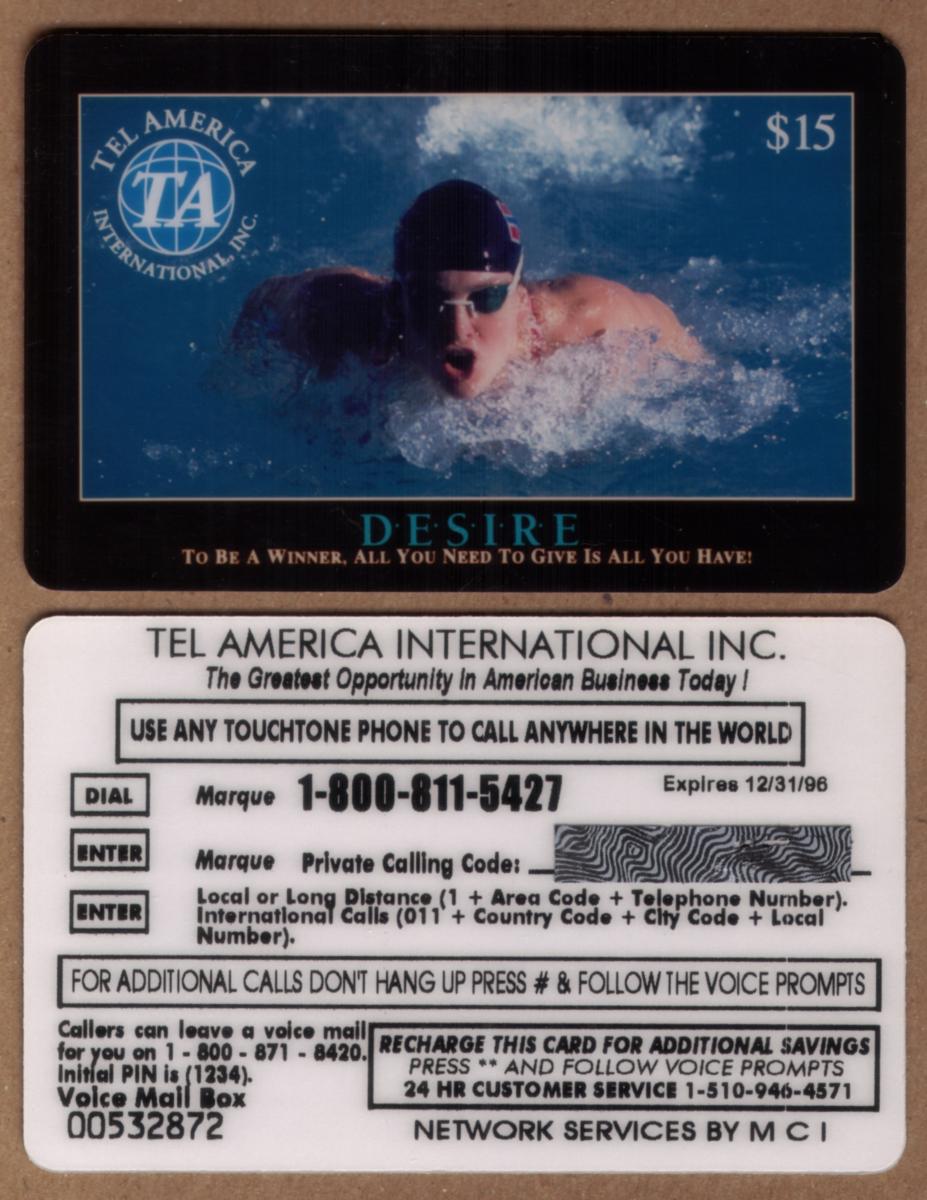 TEL AMERICA
TA
INTERNATIONAL, INC.
$15
D·E·S·I·R·E
TO BE A WINNER, ALL YOU NEED TO GIVE IS ALL YOU HAVE!
TEL AMERICA INTERNATIONAL INC.
The Greatest Opportunity In American Business Today !
USE ANY TOUCHTONE PHONE TO CALL ANYWHERE IN THE WORLD
DIAL Marque 1-800-811-5427 Expires 12/31/96
ENTER Marque Private Calling Code:
ENTER Local or Long Distance (1 + Area Code + Telephone Number).
International Calls (011 + Country Code + City Code + Local
Number).
FOR ADDITIONAL CALLS DON'T HANG UP PRESS # & FOLLOW THE VOICE PROMPTS
Callers can leave a voice mail
for you on 1 - 800 - 871 - 8420.
Initial PIN is (1234).
Voice Mail Box
00532872
RECHARGE THIS CARD FOR ADDITIONAL SAVINGS
PRESS ** AND FOLLOW VOICE PROMPTS
24 HR CUSTOMER SERVICE 1-510-946-4571
NETWORK SERVICES BY M C I